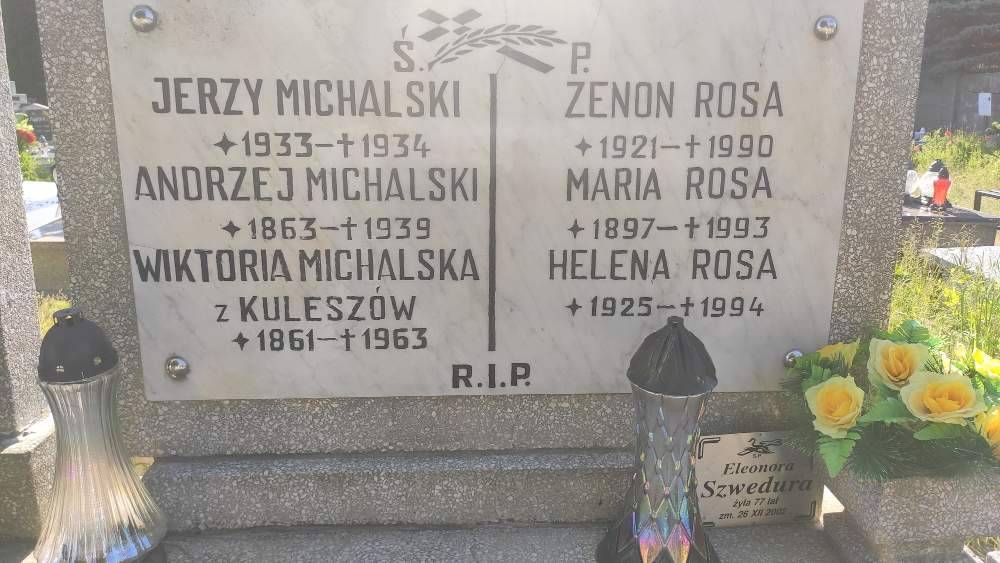 Ś. P.
JERZY MICHALSKI
✦1933–†1934
ANDRZEJ MICHALSKI
✦1863–†1939
WIKTORIA MICHALSKA
z KULESZÓW
✦1861–†1963
ZENON ROSA
✦1921–†1990
MARIA ROSA
✦1897–†1993
HELENA ROSA
✦1925–†1994
R.I.P.
Ś.P.
Eleonora
Szwedura
żyła 77 lat
zm. 26 XII 2002